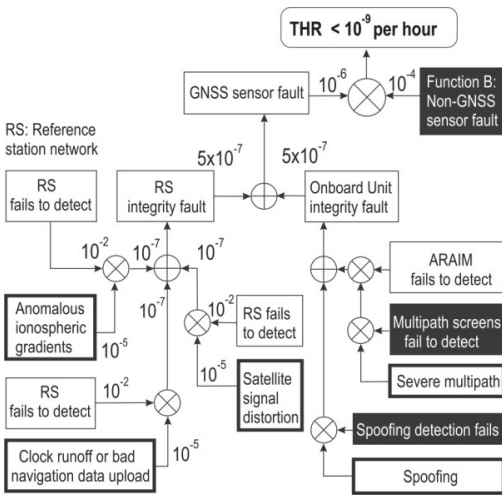 THR < 10⁻⁹ per hour
GNSS sensor fault
10⁻⁶
10⁻⁴
Function B:
Non-GNSS
sensor fault
RS: Reference
station network
5x10⁻⁷
5x10⁻⁷
RS
fails to detect
RS
integrity fault
Onboard Unit
integrity fault
10⁻²
10⁻⁷
10⁻⁷
ARAIM
fails to detect
Anomalous
ionospheric
gradients
10⁻⁵
10⁻⁷
10⁻²
RS fails to
detect
Multipath screens
fail to detect
10⁻²
10⁻⁵
Satellite
signal
distortion
Severe multipath
RS
fails to detect
Spoofing detection fails
Clock runoff or bad
navigation data upload
10⁻⁵
Spoofing